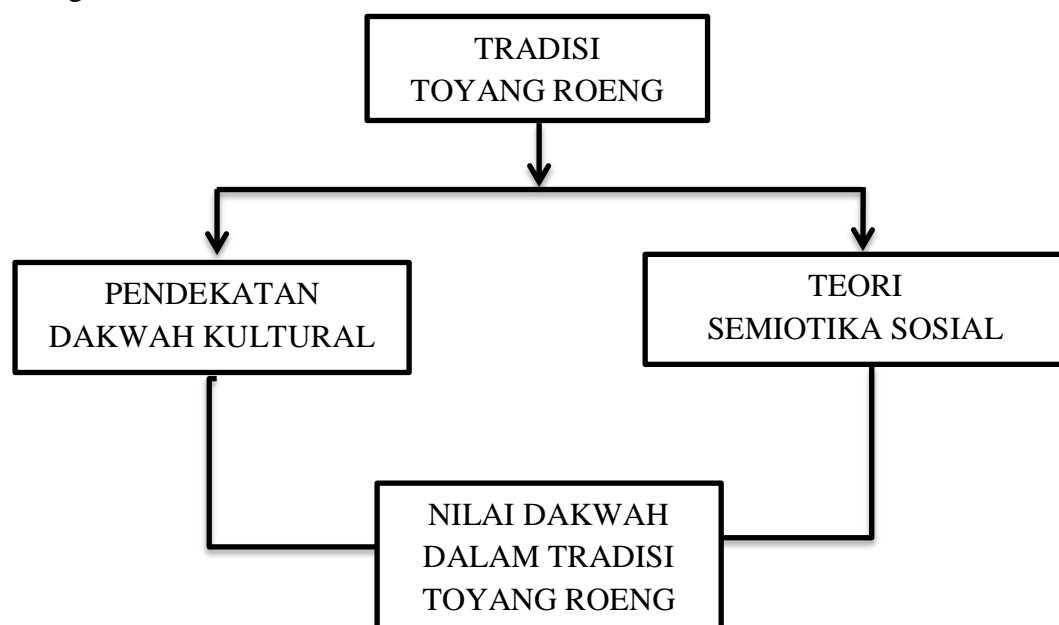 TRADISI
TOYANG ROENG
PENDEKATAN
DAKWAH KULTURAL
TEORI
SEMIOTIKA SOSIAL
NILAI DAKWAH
DALAM TRADISI
TOYANG ROENG